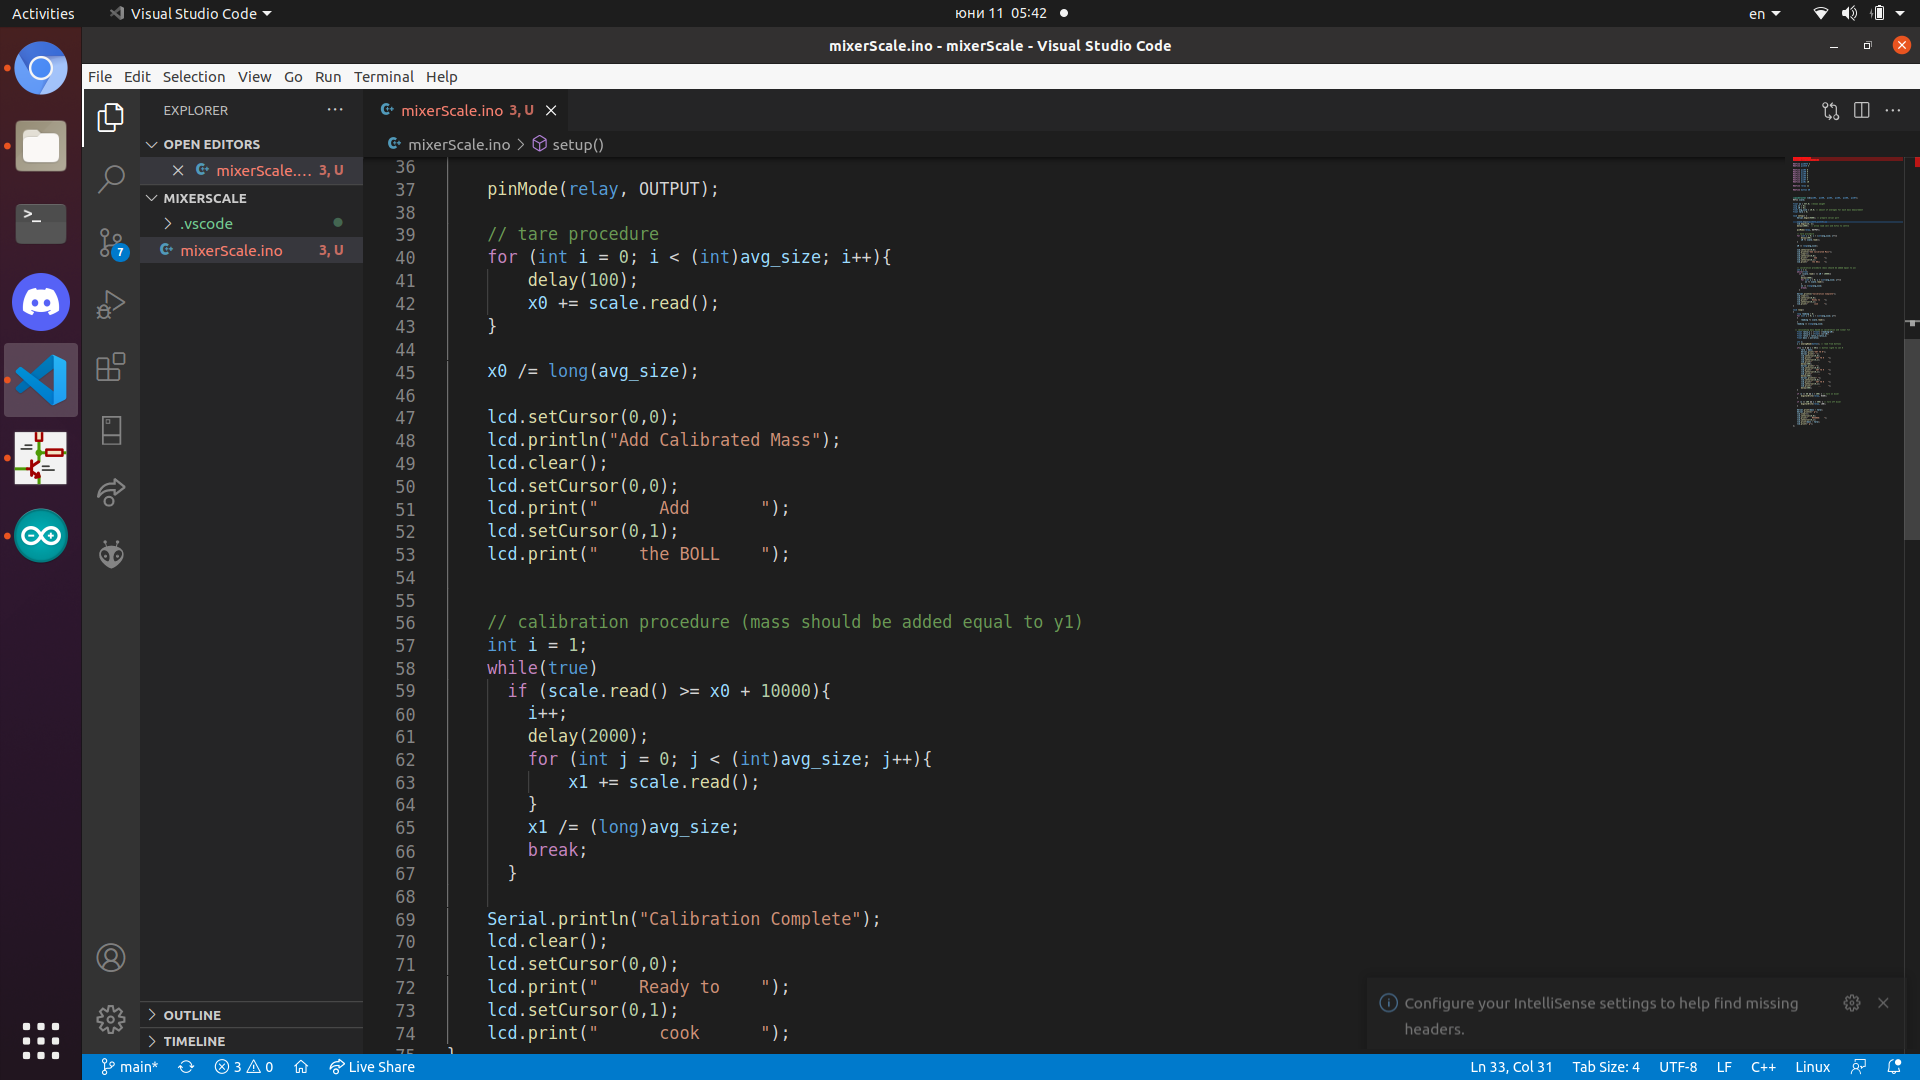 Activities
Visual Studio Code
юни 11 05:42
en
mixerScale.ino - mixerScale - Visual Studio Code
File Edit Selection View Go Run Terminal Help
EXPLORER
OPEN EDITORS
mixerScale.... 3, U
MIXERSCALE
.vscode
mixerScale.ino 3, U
7
OUTLINE
TIMELINE
mixerScale.ino 3, U
mixerScale.ino > setup()
36
37 pinMode(relay, OUTPUT);
38
39 // tare procedure
40 for (int i = 0; i < (int)avg_size; i++){
41 delay(100);
42 x0 += scale.read();
43 }
44
45 x0 /= long(avg_size);
46
47 lcd.setCursor(0,0);
48 lcd.println("Add Calibrated Mass");
49 lcd.clear();
50 lcd.setCursor(0,0);
51 lcd.print("      Add       ");
52 lcd.setCursor(0,1);
53 lcd.print("    the BOLL    ");
54
55
56 // calibration procedure (mass should be added equal to y1)
57 int i = 1;
58 while(true)
59 if (scale.read() >= x0 + 10000){
60 i++;
61 delay(2000);
62 for (int j = 0; j < (int)avg_size; j++){
63 x1 += scale.read();
64 }
65 x1 /= (long)avg_size;
66 break;
67 }
68
69 Serial.println("Calibration Complete");
70 lcd.clear();
71 lcd.setCursor(0,0);
72 lcd.print("    Ready to    ");
73 lcd.setCursor(0,1);
74 lcd.print("      cook      ");
75 }
Configure your IntelliSense settings to help find missing
headers.
main* 3 0 Live Share
Ln 33, Col 31 Tab Size: 4 UTF-8 LF C++ Linux